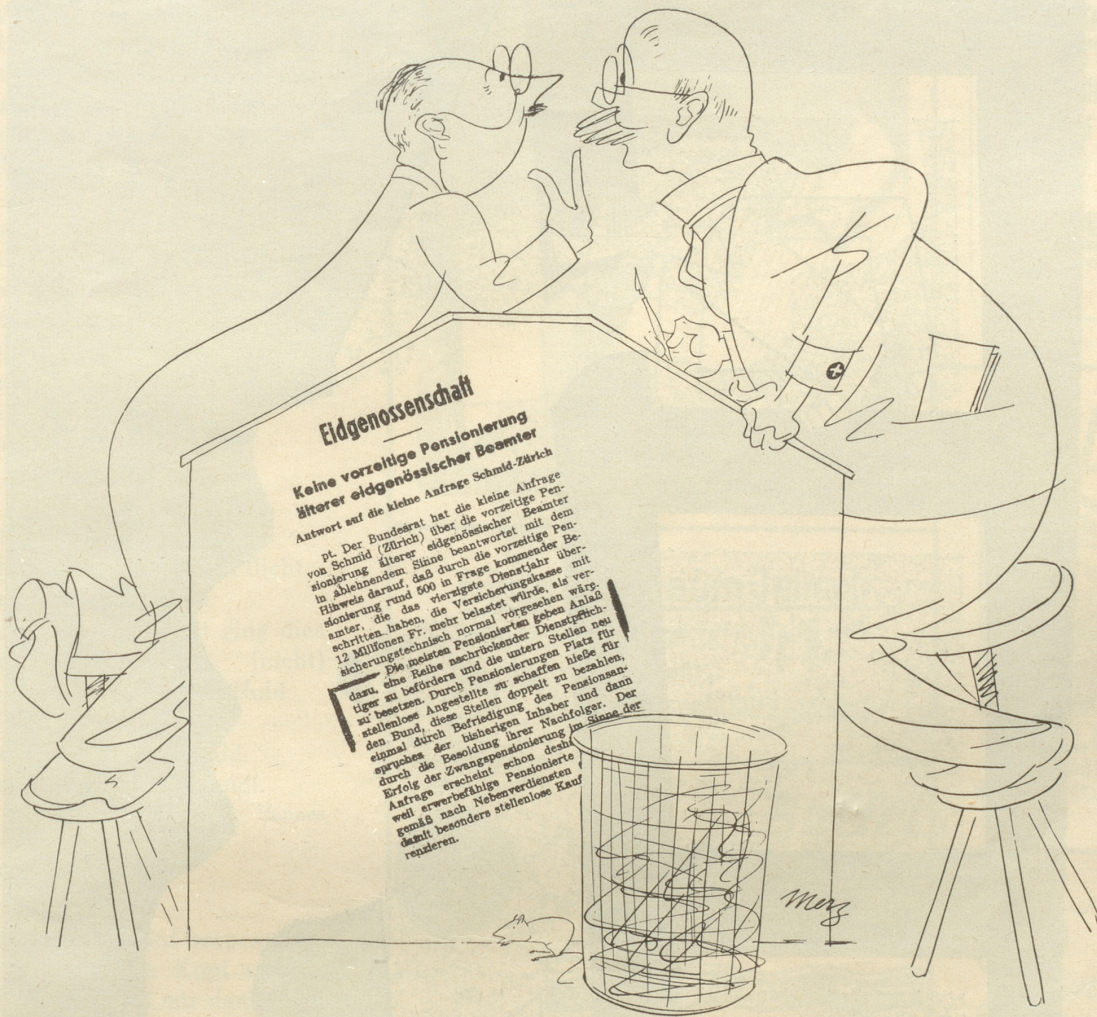 Eidgenossenschaft
Keine vorzeitige Pensionierung
älterer eidgenössischer Beamter
Antwort auf die kleine Anfrage Schmid-Zürich
pt. Der Bundesrat hat die kleine Anfrage
von Schmid (Zürich) über die vorzeitige Pen-
sionierung älterer eidgenössischer Beamter
in ablehnendem Sinne beantwortet mit dem
Hinweis darauf, daß durch die vorzeitige Pen-
sionierung rund 500 in Frage kommender Be-
amter, die das vierzigste Dienstjahr über-
schritten haben, die Versicherungskasse mit
12 Millionen Fr. mehr belastet würde, als ver-
sicherungstechnisch normal vorgesehen wäre.
Die meisten Pensionierten geben Anlaß
dazu, eine Reihe nachrückender Dienstpflich-
tiger zu befördern und die untern Stellen neu
zu besetzen. Durch Pensionierungen Platz für
stellenlose Angestellte zu schaffen hieße für
den Bund, diese Stellen doppelt zu bezahlen,
einmal durch Befriedigung des Pensionsan-
spruches der bisherigen Inhaber und dann
durch die Besoldung ihrer Nachfolger. Der
Erfolg der Zwangspensionierung im Sinne der
Anfrage erscheint schon desh
weil erwerbsfähige Pensionierte
gemäß nach Nebenverdiensten
damit besonders stellenlose Kauf
renzieren.
Merz